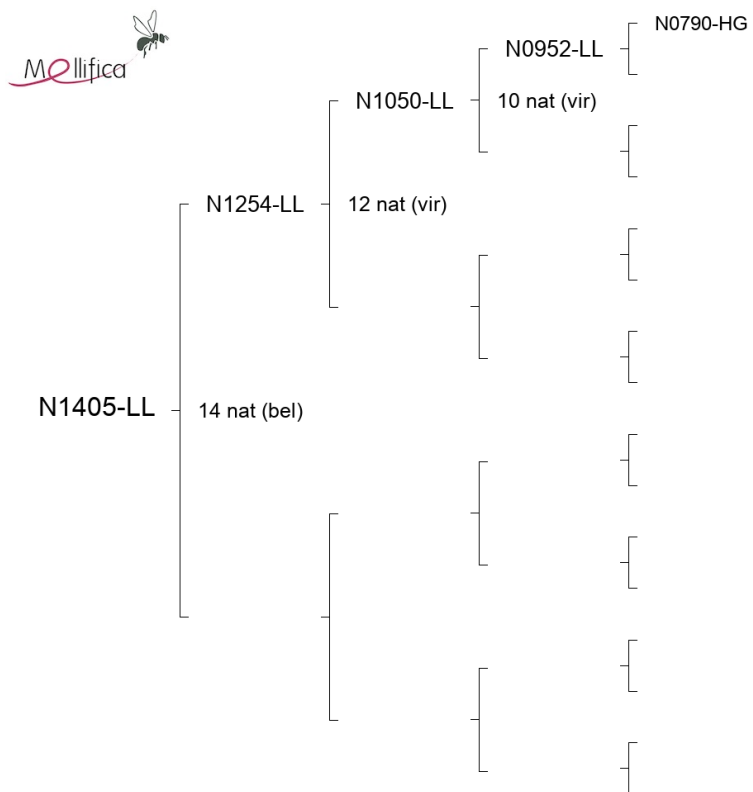 Mellifica
N0790-HG
N0952-LL
N1050-LL
10 nat (vir)
N1254-LL
12 nat (vir)
N1405-LL
14 nat (bel)